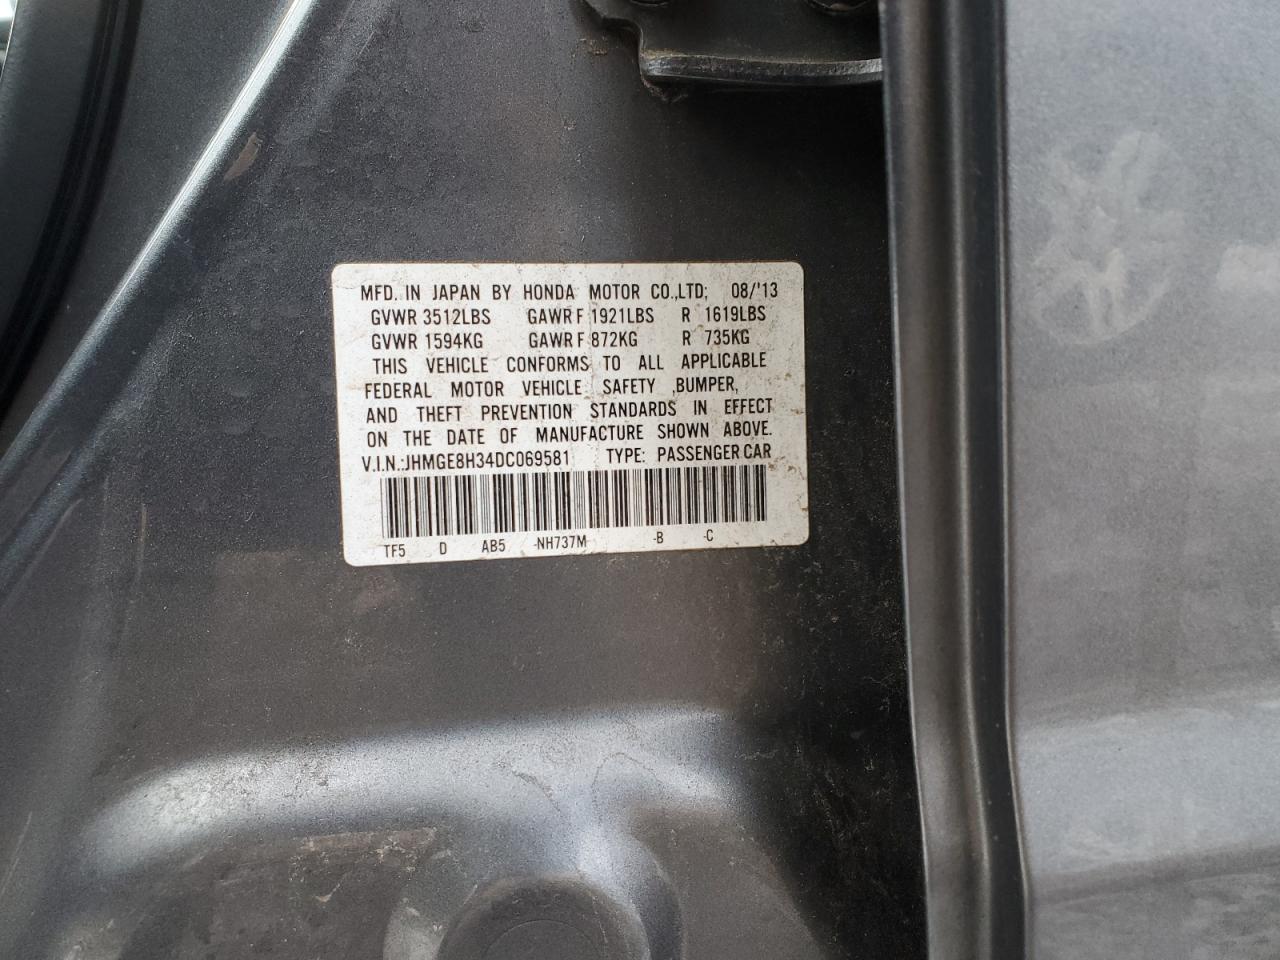 MFD. IN JAPAN BY HONDA MOTOR CO.,LTD; 08/'13
GVWR 3512LBS GAWR F 1921LBS R 1619LBS
GVWR 1594KG GAWR F 872KG R 735KG
THIS VEHICLE CONFORMS TO ALL APPLICABLE
FEDERAL MOTOR VEHICLE SAFETY ,BUMPER,
AND THEFT PREVENTION STANDARDS IN EFFECT
ON THE DATE OF MANUFACTURE SHOWN ABOVE.
V.I.N.:JHMGE8H34DC069581 TYPE: PASSENGER CAR
TF5 D AB5 -NH737M -B -C